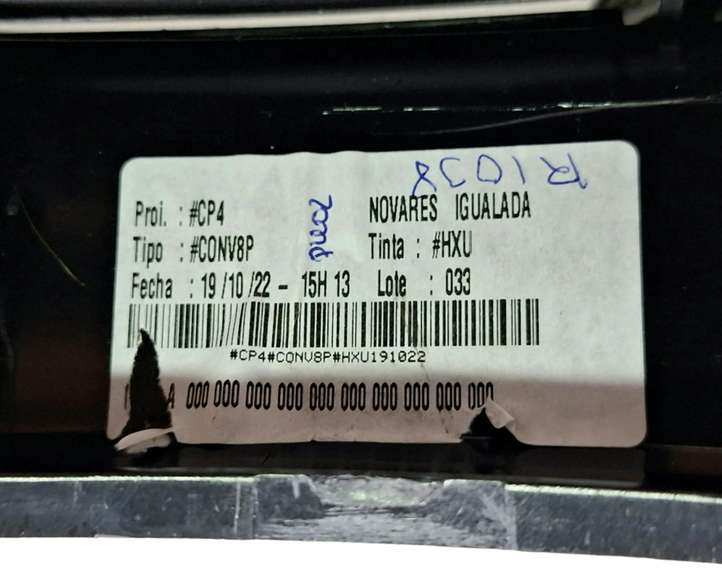 R1038
Proi. : #CP4 NOVARES IGUALADA
Tipo : #CONV8P Tinta : #HXU
Fecha : 19/10/22 - 15H 13 Lote : 033
#CP4#CONV8P#HXU191022
A 000 000 000 000 000 000 000 000 000 000